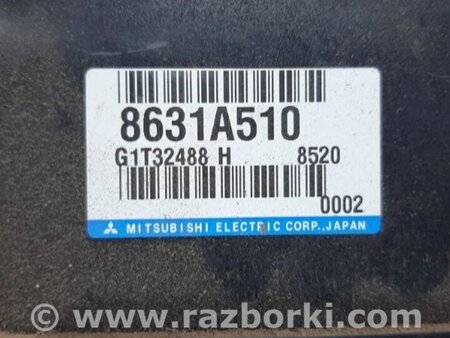 8631A510
G1T32488 H 8520
0002
MITSUBISHI ELECTRIC CORP.,JAPAN
© www.razborki.com